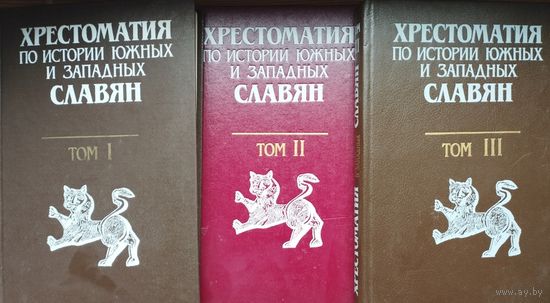 ХРЕСТОМАТИЯ
ПО ИСТОРИИ ЮЖНЫХ
И ЗАПАДНЫХ
СЛАВЯН
ТОМ I
ХРЕСТОМАТИЯ
ПО ИСТОРИИ ЮЖНЫХ
И ЗАПАДНЫХ
СЛАВЯН
ТОМ II
ХРЕСТОМАТИЯ
ХРЕСТОМАТИЯ
ПО ИСТОРИИ ЮЖНЫХ
И ЗАПАДНЫХ
СЛАВЯН
ТОМ III
www.ay.by